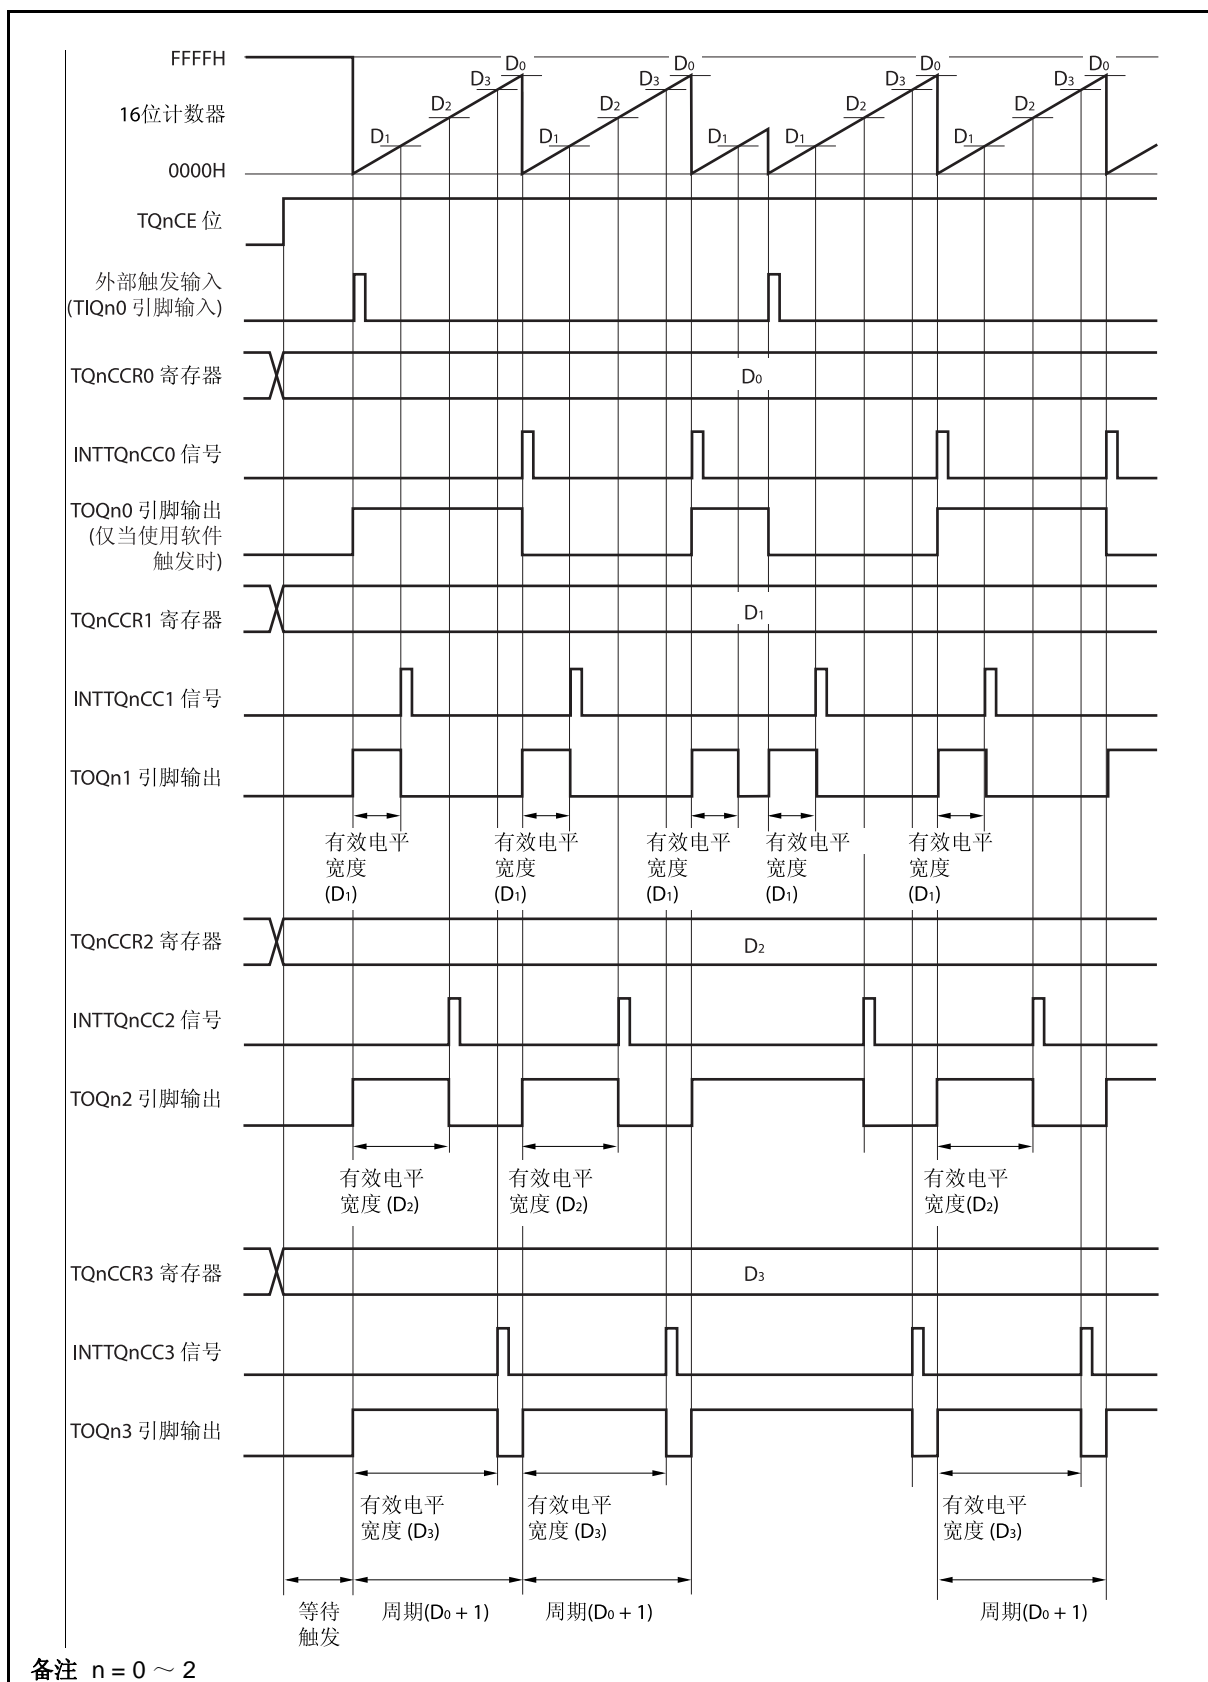 FFFFH
D0 D0 D0 D0
D3 D3 D3 D3
16位计数器
D2 D2 D2 D2
D1 D1 D1 D1 D1
0000H
TQnCE 位
外部触发输入
(TIQn0 引脚输入)
TQnCCR0 寄存器
D0
INTTQnCC0 信号
TOQn0 引脚输出
(仅当使用软件
触发时)
TQnCCR1 寄存器
D1
INTTQnCC1 信号
TOQn1 引脚输出
有效电平 有效电平 有效电平 有效电平 有效电平
宽度 宽度 宽度 宽度 宽度
(D1) (D1) (D1) (D1) (D1)
TQnCCR2 寄存器
D2
INTTQnCC2 信号
TOQn2 引脚输出
有效电平 有效电平 有效电平
宽度 (D2) 宽度 (D2) 宽度(D2)
TQnCCR3 寄存器
D3
INTTQnCC3 信号
TOQn3 引脚输出
有效电平 有效电平 有效电平
宽度 (D3) 宽度 (D3) 宽度 (D3)
等待 周期(D0 + 1) 周期(D0 + 1) 周期(D0 + 1)
触发
备注 n = 0 ～ 2